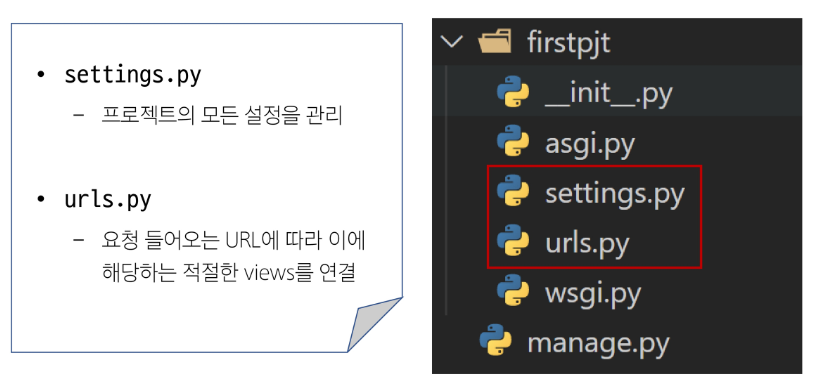 • settings.py
– 프로젝트의 모든 설정을 관리
• urls.py
– 요청 들어오는 URL에 따라 이에
해당하는 적절한 views를 연결
firstpjt
__init__.py
asgi.py
settings.py
urls.py
wsgi.py
manage.py